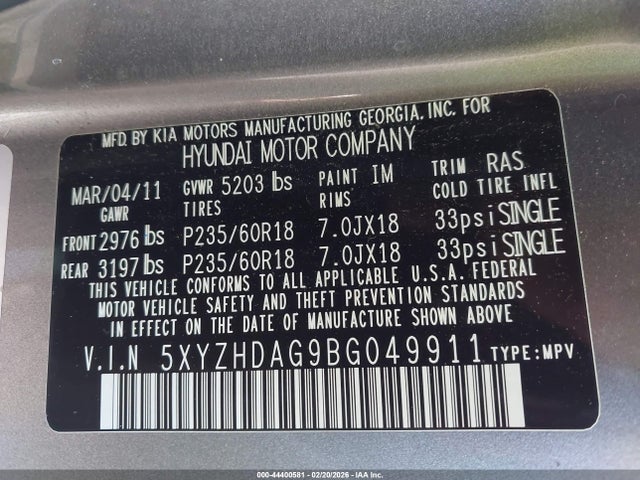 MFD. BY KIA MOTORS MANUFACTURING GEORGIA, INC. FOR
HYUNDAI MOTOR COMPANY
MAR/04/11 GVWR 5203 lbs PAINT IM TRIM RAS
GAWR TIRES RIMS COLD TIRE INFL
FRONT 2976 lbs P235/60R18 7.0JX18 33psi SINGLE
REAR 3197 lbs P235/60R18 7.0JX18 33psi SINGLE
THIS VEHICLE CONFORMS TO ALL APPLICABLE U.S.A. FEDERAL
MOTOR VEHICLE SAFETY AND THEFT PREVENTION STANDARDS
IN EFFECT ON THE DATE OF MANUFACTURE SHOWN ABOVE.
V.I.N 5XYZHDAG9BG049911 TYPE:MPV
000-44400581 - 02/20/2026 - IAA Inc.